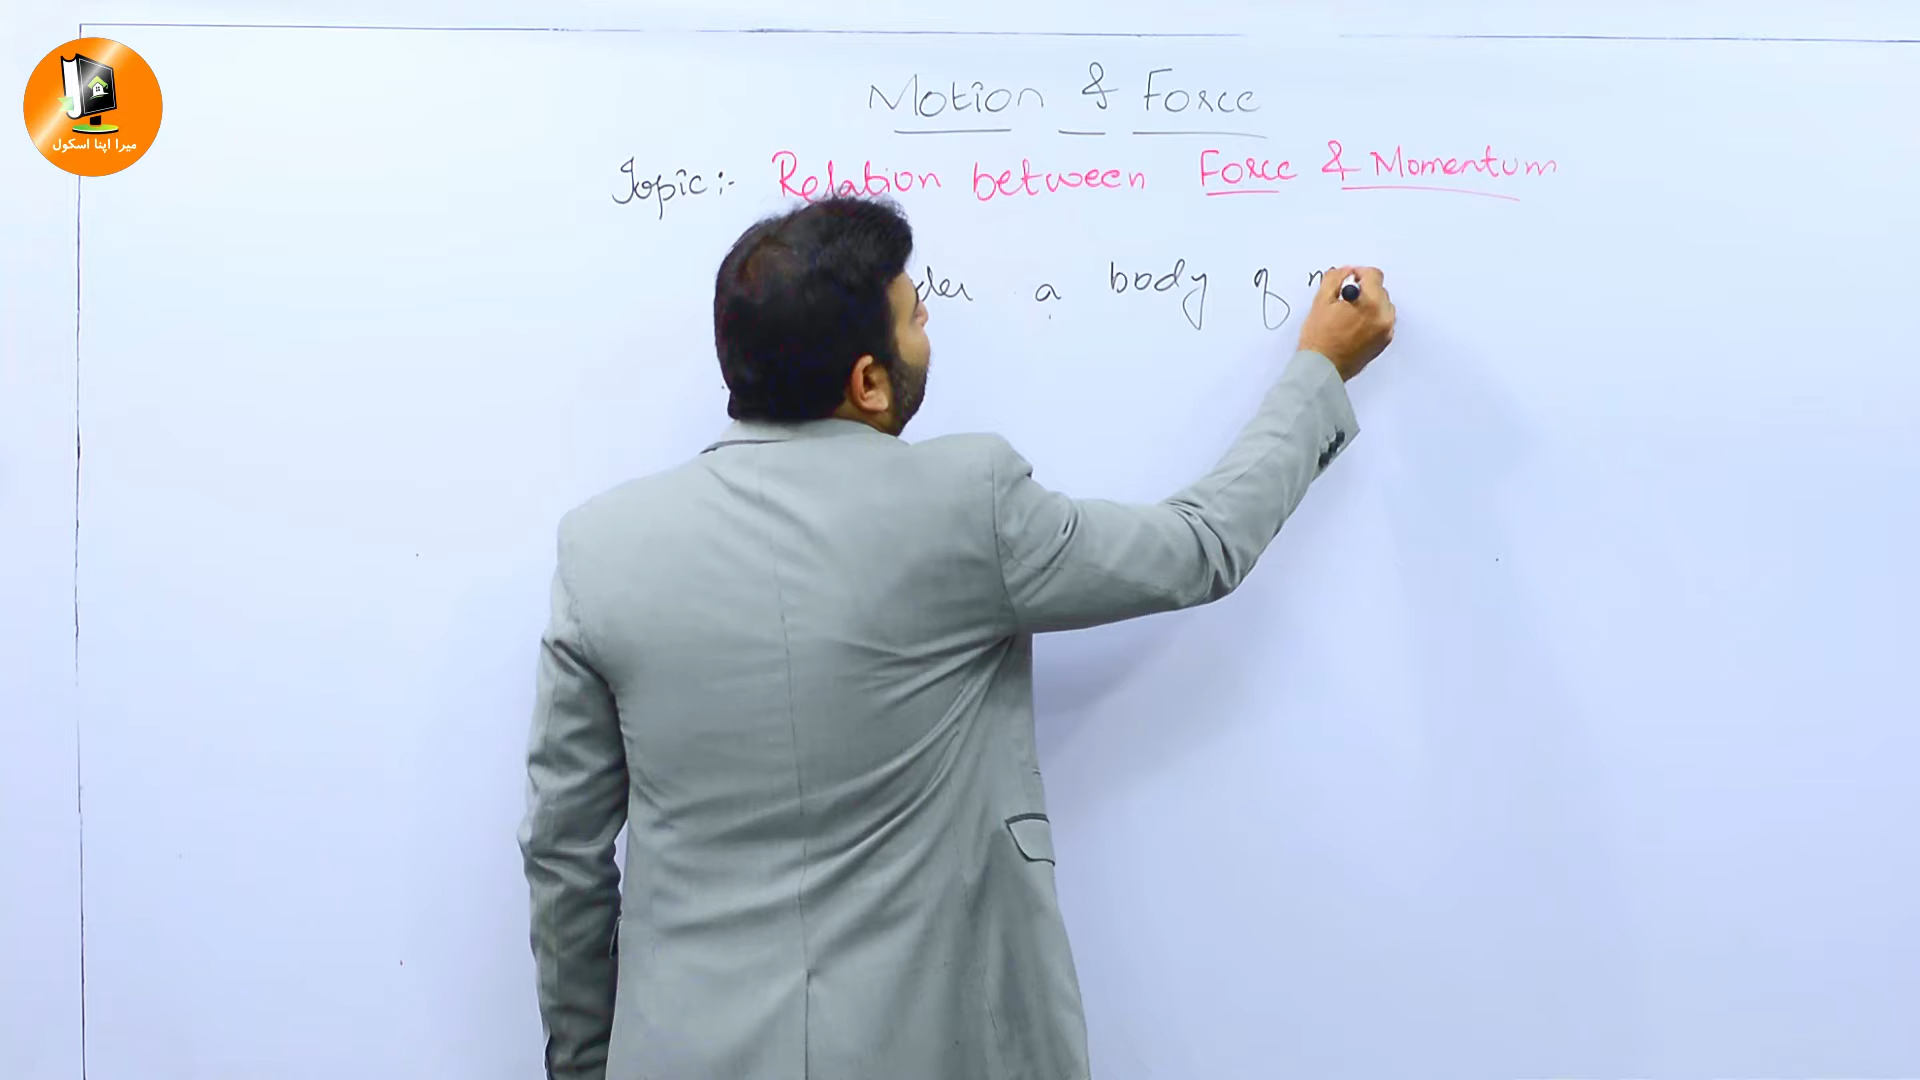 میرا اپنا اسکول
Motion & Force
Topic:- Relation between Force & Momentum
a body of